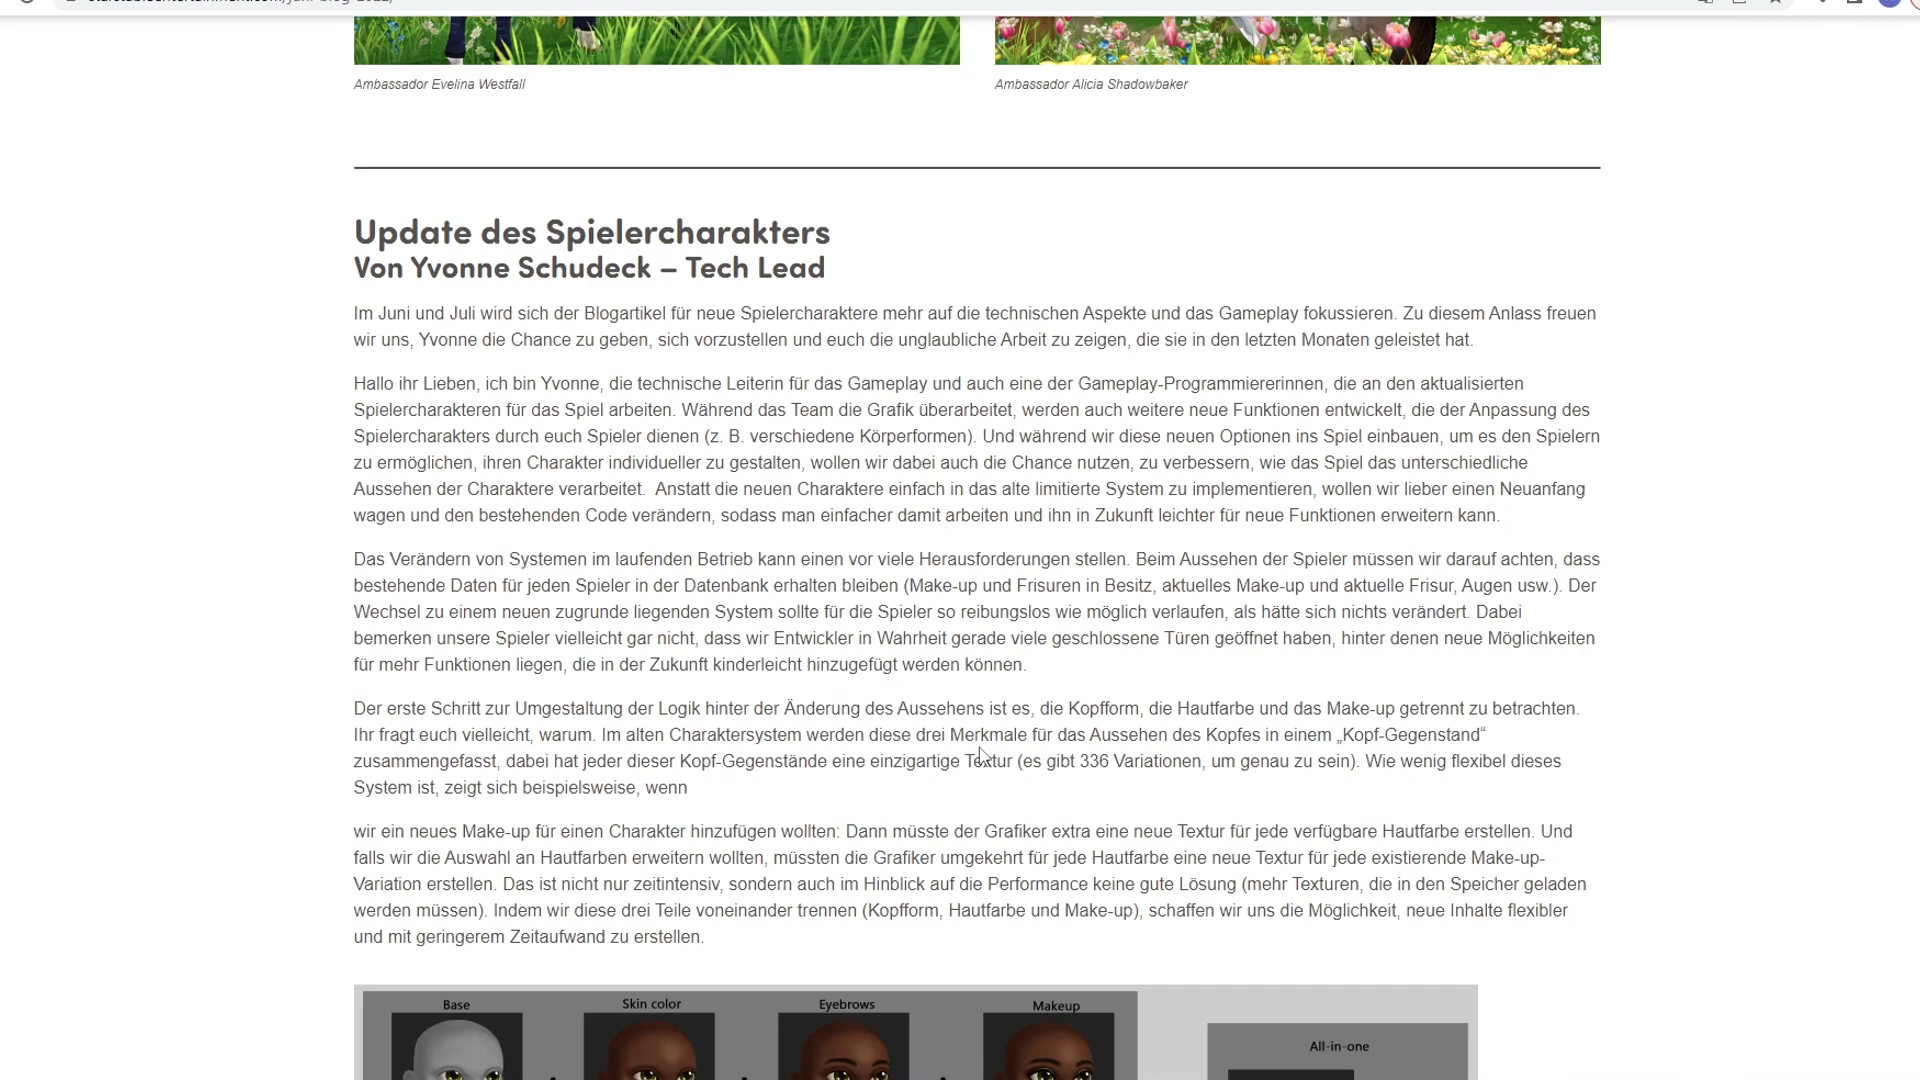 Ambassador Evelina Westfall
Ambassador Alicia Shadowbaker
Update des Spielercharakters
Von Yvonne Schudeck – Tech Lead
Im Juni und Juli wird sich der Blogartikel für neue Spielercharaktere mehr auf die technischen Aspekte und das Gameplay fokussieren. Zu diesem Anlass freuen
wir uns, Yvonne die Chance zu geben, sich vorzustellen und euch die unglaubliche Arbeit zu zeigen, die sie in den letzten Monaten geleistet hat.
Hallo ihr Lieben, ich bin Yvonne, die technische Leiterin für das Gameplay und auch eine der Gameplay-Programmiererinnen, die an den aktualisierten
Spielercharakteren für das Spiel arbeiten. Während das Team die Grafik überarbeitet, werden auch weitere neue Funktionen entwickelt, die der Anpassung des
Spielercharakters durch euch Spieler dienen (z. B. verschiedene Körperformen). Und während wir diese neuen Optionen ins Spiel einbauen, um es den Spielern
zu ermöglichen, ihren Charakter individueller zu gestalten, wollen wir dabei auch die Chance nutzen, zu verbessern, wie das Spiel das unterschiedliche
Aussehen der Charaktere verarbeitet.  Anstatt die neuen Charaktere einfach in das alte limitierte System zu implementieren, wollen wir lieber einen Neuanfang
wagen und den bestehenden Code verändern, sodass man einfacher damit arbeiten und ihn in Zukunft leichter für neue Funktionen erweitern kann.
Das Verändern von Systemen im laufenden Betrieb kann einen vor viele Herausforderungen stellen. Beim Aussehen der Spieler müssen wir darauf achten, dass
bestehende Daten für jeden Spieler in der Datenbank erhalten bleiben (Make-up und Frisuren in Besitz, aktuelles Make-up und aktuelle Frisur, Augen usw.). Der
Wechsel zu einem neuen zugrunde liegenden System sollte für die Spieler so reibungslos wie möglich verlaufen, als hätte sich nichts verändert. Dabei
bemerken unsere Spieler vielleicht gar nicht, dass wir Entwickler in Wahrheit gerade viele geschlossene Türen geöffnet haben, hinter denen neue Möglichkeiten
für mehr Funktionen liegen, die in der Zukunft kinderleicht hinzugefügt werden können.
Der erste Schritt zur Umgestaltung der Logik hinter der Änderung des Aussehens ist es, die Kopfform, die Hautfarbe und das Make-up getrennt zu betrachten.
Ihr fragt euch vielleicht, warum. Im alten Charaktersystem werden diese drei Merkmale für das Aussehen des Kopfes in einem „Kopf-Gegenstand“
zusammengefasst, dabei hat jeder dieser Kopf-Gegenstände eine einzigartige Textur (es gibt 336 Variationen, um genau zu sein). Wie wenig flexibel dieses
System ist, zeigt sich beispielsweise, wenn
wir ein neues Make-up für einen Charakter hinzufügen wollten: Dann müsste der Grafiker extra eine neue Textur für jede verfügbare Hautfarbe erstellen. Und
falls wir die Auswahl an Hautfarben erweitern wollten, müssten die Grafiker umgekehrt für jede Hautfarbe eine neue Textur für jede existierende Make-up-
Variation erstellen. Das ist nicht nur zeitintensiv, sondern auch im Hinblick auf die Performance keine gute Lösung (mehr Texturen, die in den Speicher geladen
werden müssen). Indem wir diese drei Teile voneinander trennen (Kopfform, Hautfarbe und Make-up), schaffen wir uns die Möglichkeit, neue Inhalte flexibler
und mit geringerem Zeitaufwand zu erstellen.
Base
Skin color
Eyebrows
Makeup
All-in-one